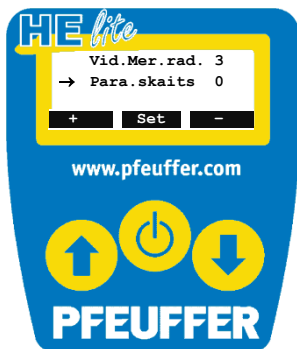 HE lite
Vid.Mer.rad. 3
→ Para.skaits 0
+ Set -
www.pfeuffer.com
PFEUFFER